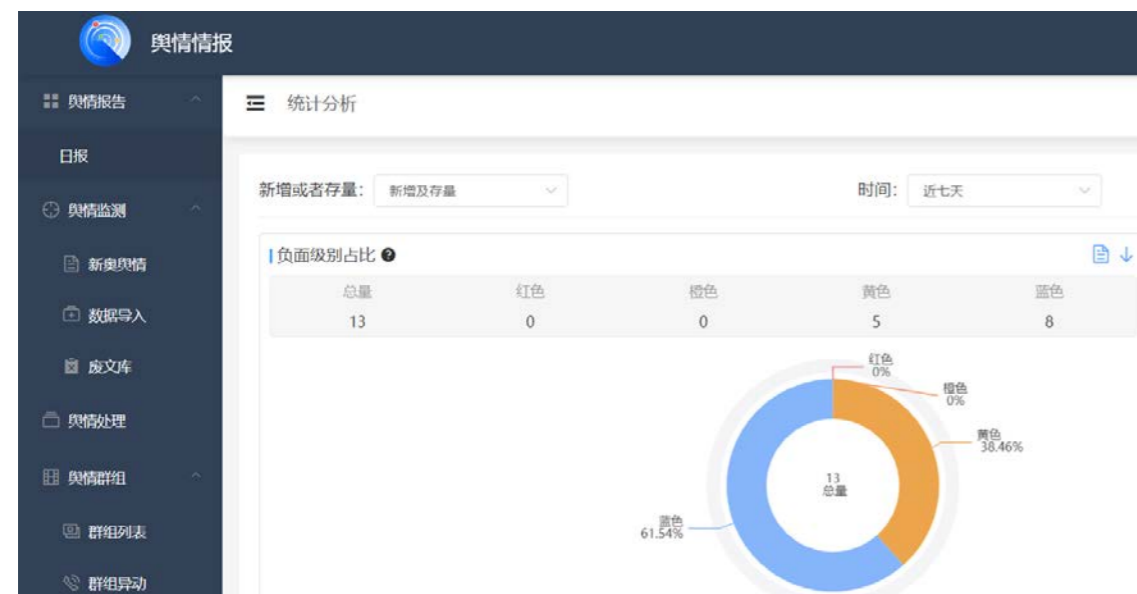 舆情情报
舆情报告
日报
舆情监测
新奥舆情
数据导入
废文库
舆情处理
舆情群组
群组列表
群组异动
统计分析
新增或者存量： 新增及存量
时间： 近七天
负面级别占比
总量 红色 橙色 黄色 蓝色
13 0 0 5 8
红色
0%
橙色
0%
黄色
38.46%
13
总量
蓝色
61.54%